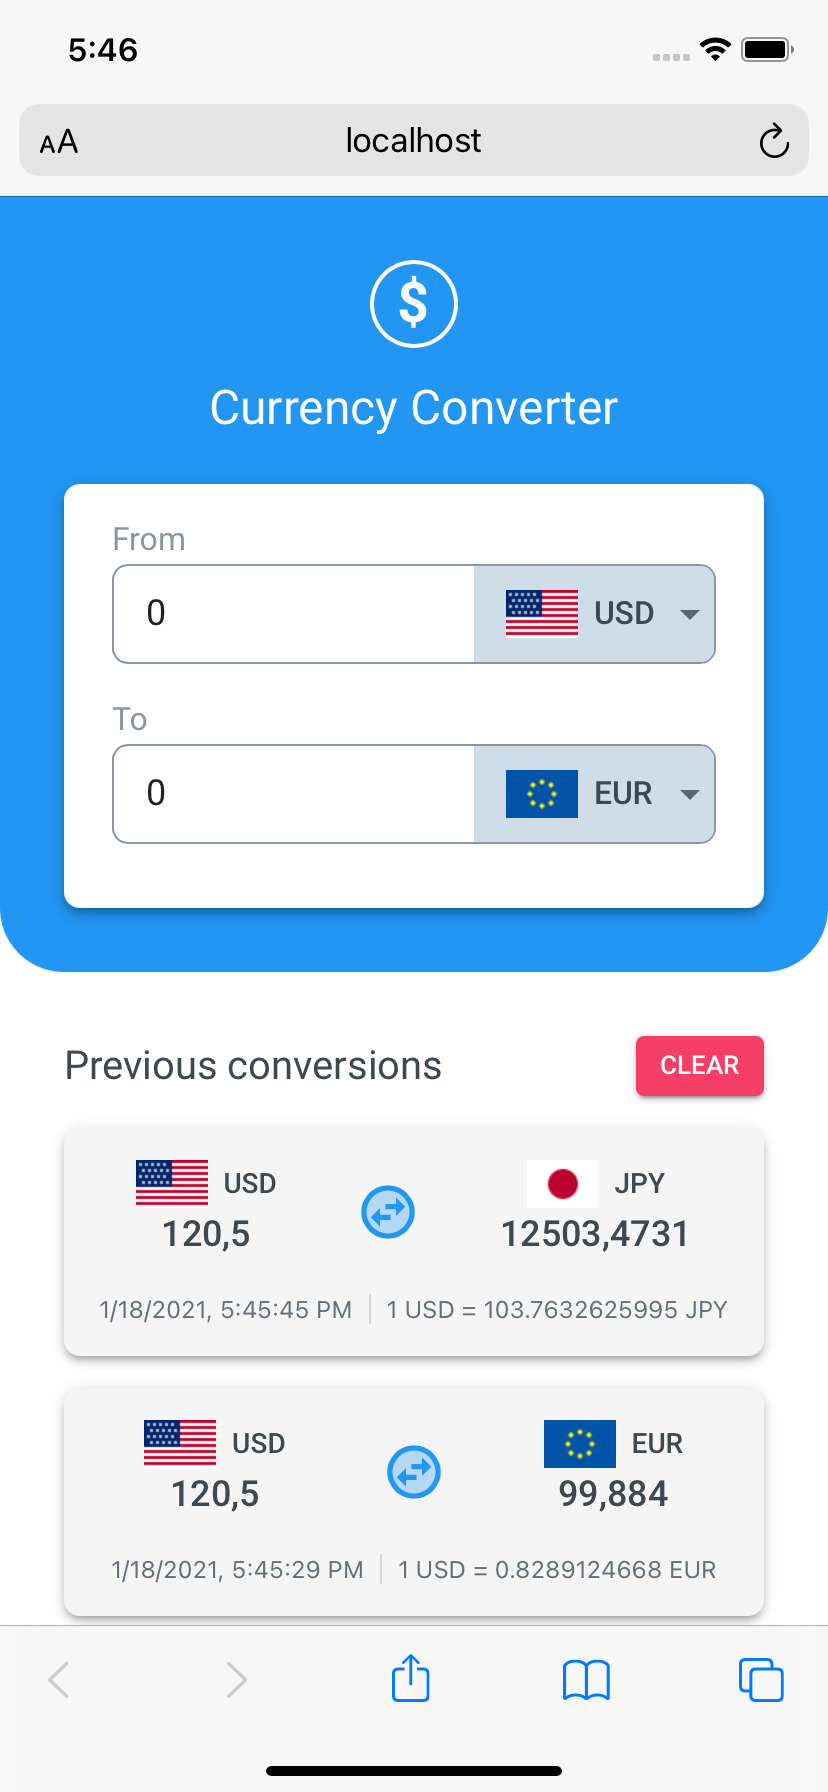 5:46
AA
localhost
$
Currency Converter
From
0
USD
To
0
EUR
Previous conversions
CLEAR
USD
JPY
120,5
12503,4731
1/18/2021, 5:45:45 PM
1 USD = 103.7632625995 JPY
USD
EUR
120,5
99,884
1/18/2021, 5:45:29 PM
1 USD = 0.8289124668 EUR